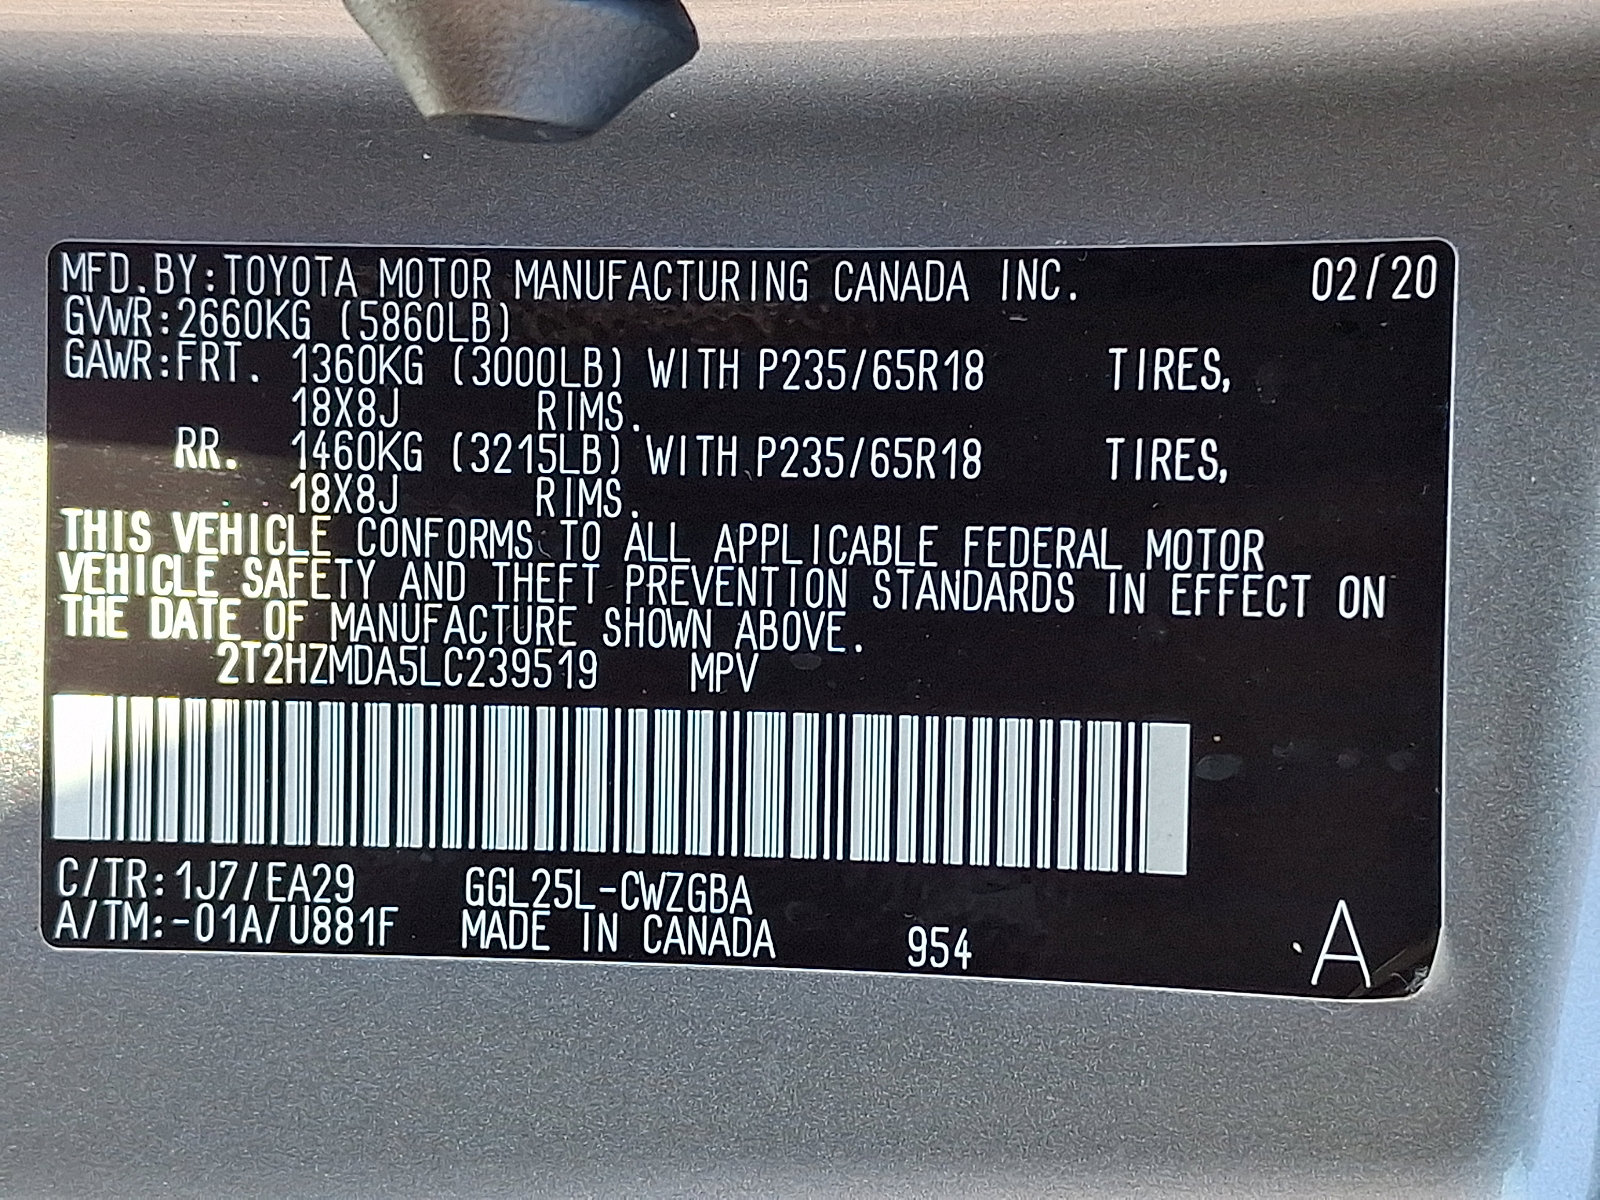 MFD.BY:TOYOTA MOTOR MANUFACTURING CANADA INC. 02/20
GVWR:2660KG (5860LB)
GAWR:FRT. 1360KG (3000LB) WITH P235/65R18 TIRES,
18X8J RIMS.
RR. 1460KG (3215LB) WITH P235/65R18 TIRES,
18X8J RIMS.
THIS VEHICLE CONFORMS TO ALL APPLICABLE FEDERAL MOTOR
VEHICLE SAFETY AND THEFT PREVENTION STANDARDS IN EFFECT ON
THE DATE OF MANUFACTURE SHOWN ABOVE.
2T2HZMDA5LC239519 MPV
C/TR:1J7/EA29 GGL25L-CWZGBA
A/TM:-01A/U881F MADE IN CANADA 954 A